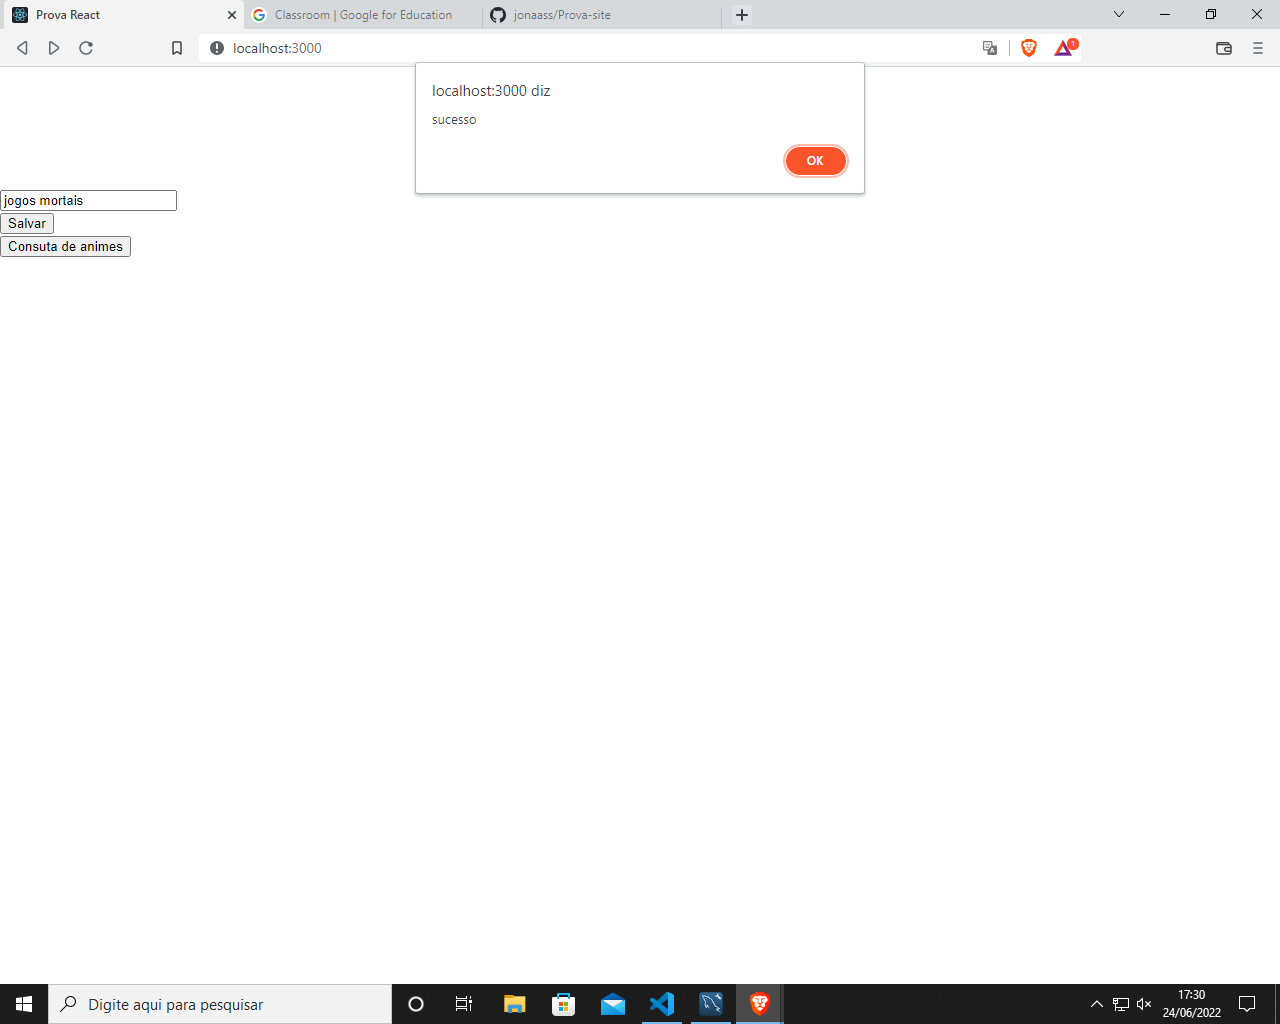 Prova React
Classroom | Google for Education
jonaass/Prova-site
localhost:3000
1
localhost:3000 diz
sucesso
OK
jogos mortais
Salvar
Consuta de animes
Digite aqui para pesquisar
17:30
24/06/2022